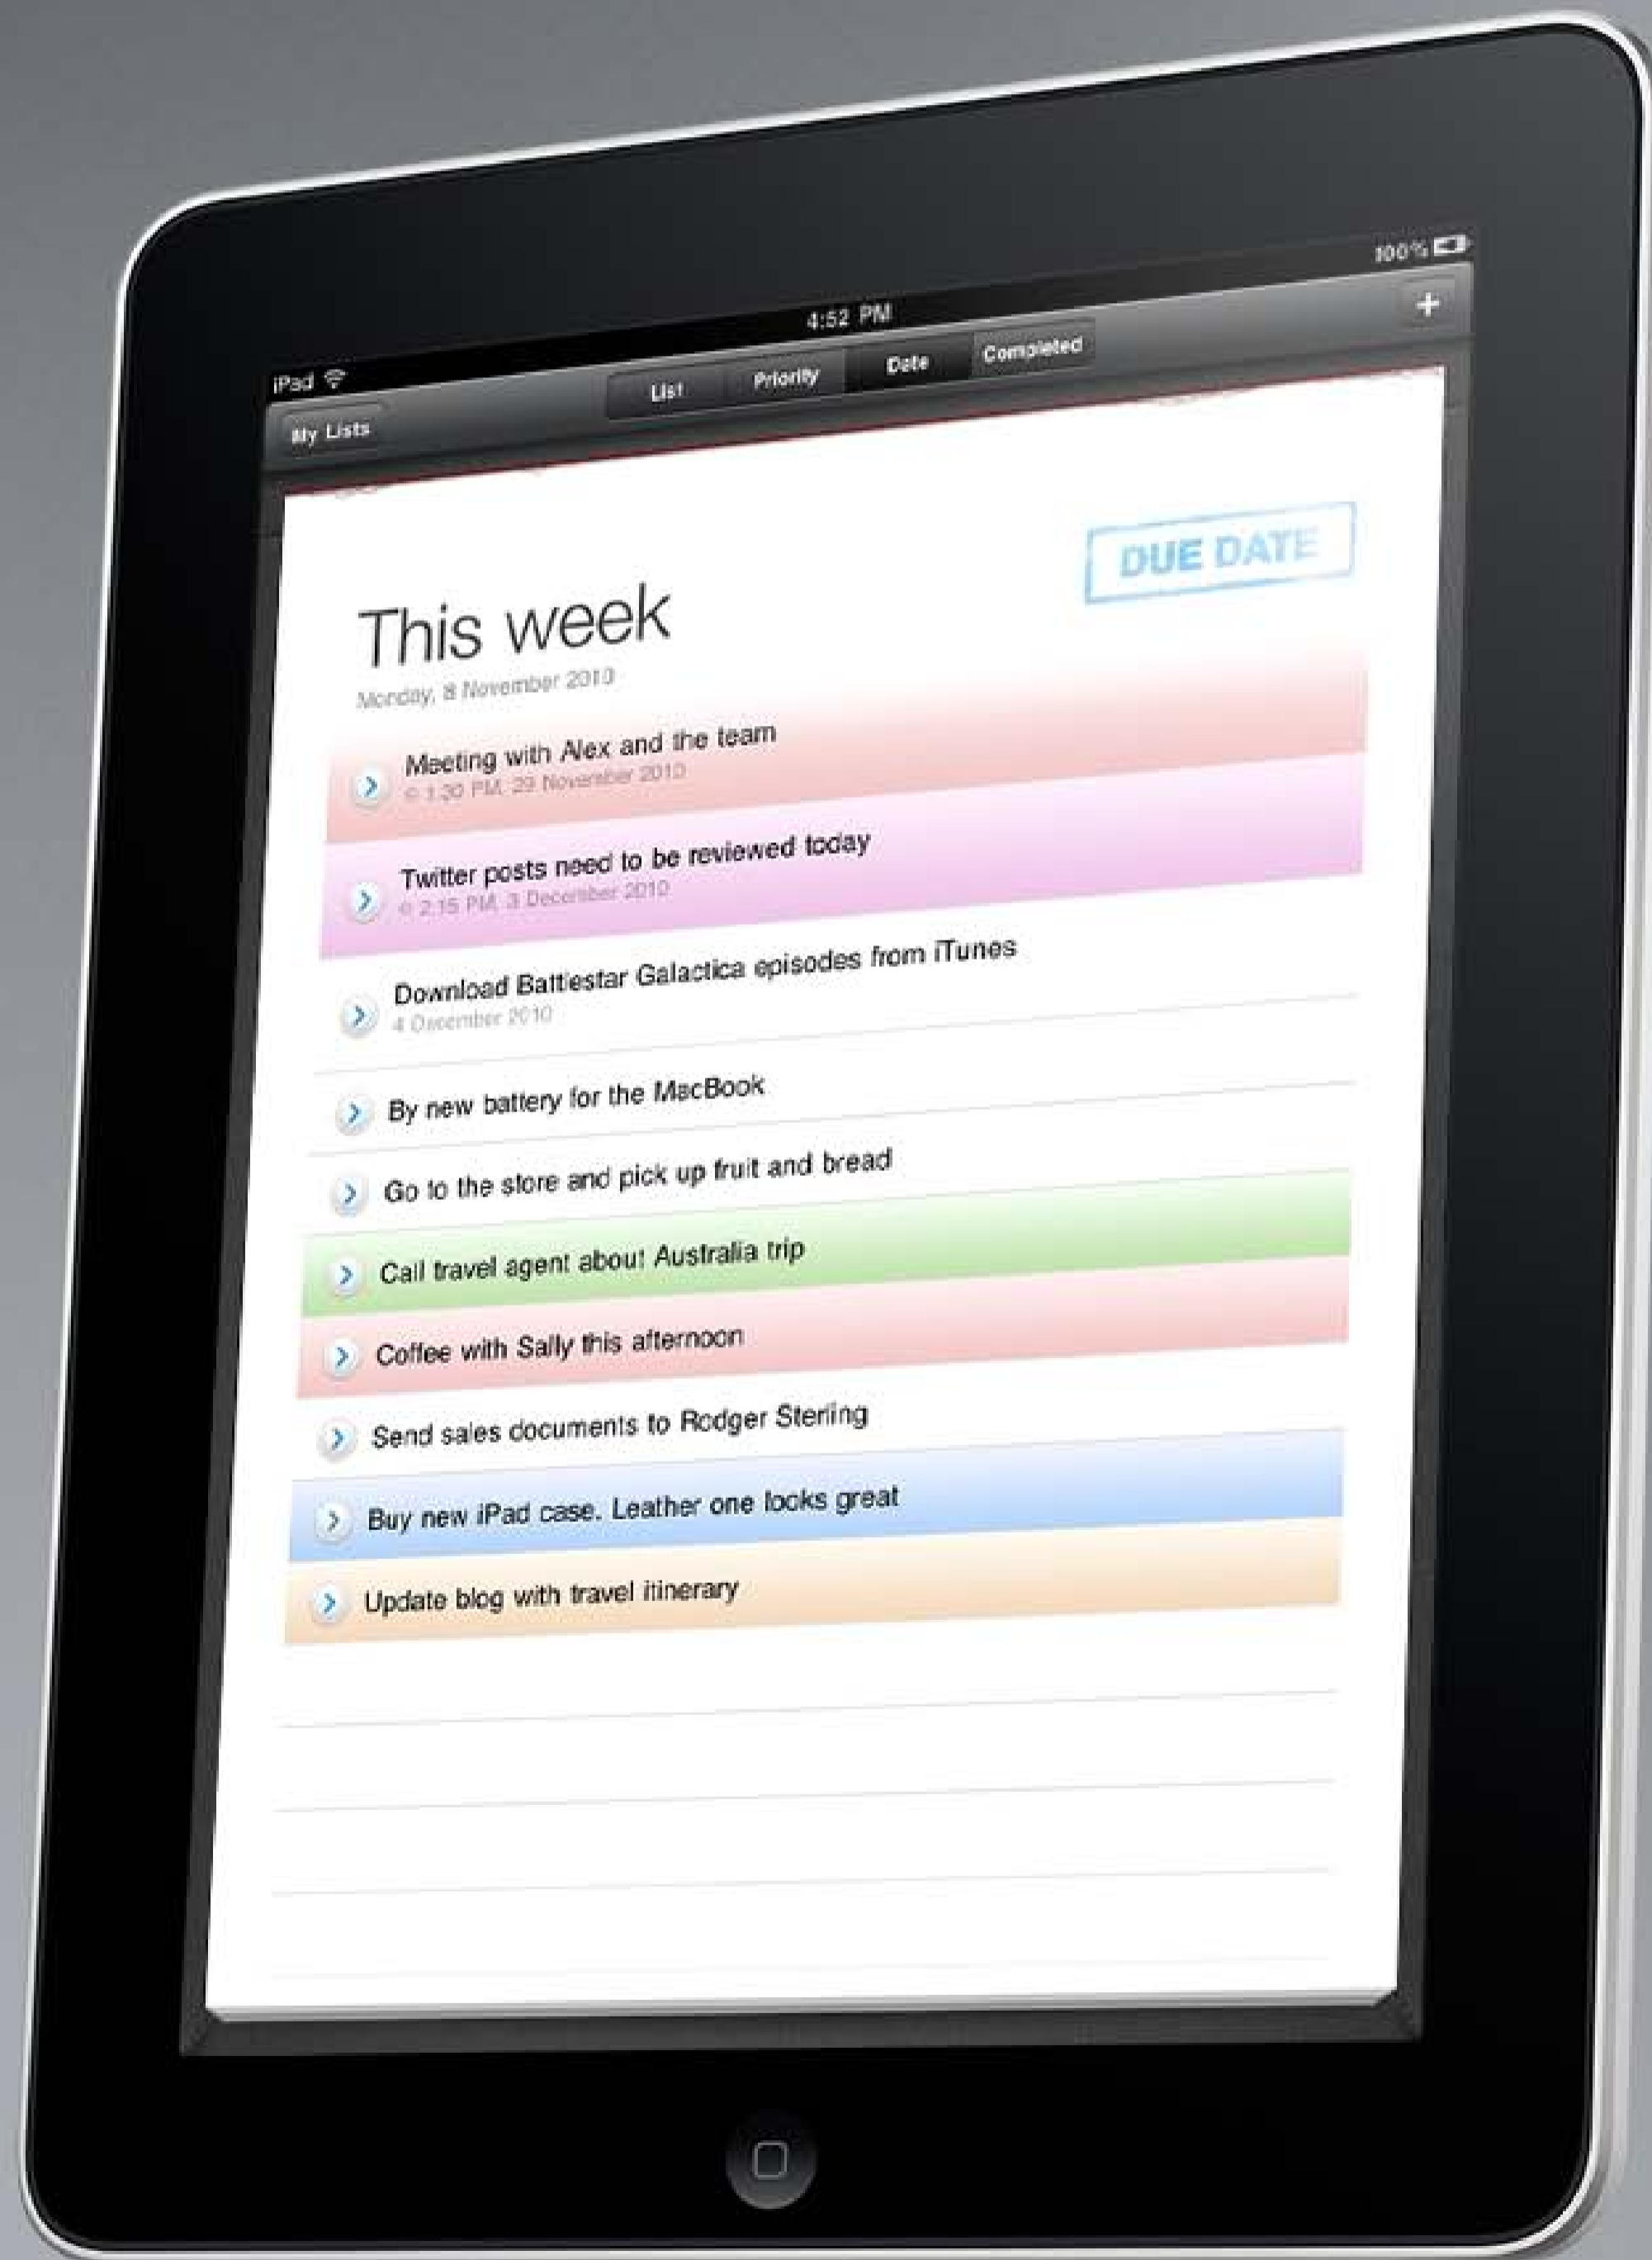 iPad
4:52 PM
100%
My Lists
List
Priority
Date
Completed
+
DUE DATE
This week
Monday, 8 November 2010
Meeting with Alex and the team
1:30 PM, 29 November 2010
Twitter posts need to be reviewed today
2:15 PM, 3 December 2010
Download Battlestar Galactica episodes from iTunes
4 December 2010
By new battery for the MacBook
Go to the store and pick up fruit and bread
Call travel agent about Australia trip
Coffee with Sally this afternoon
Send sales documents to Rodger Sterling
Buy new iPad case. Leather one looks great
Update blog with travel itinerary